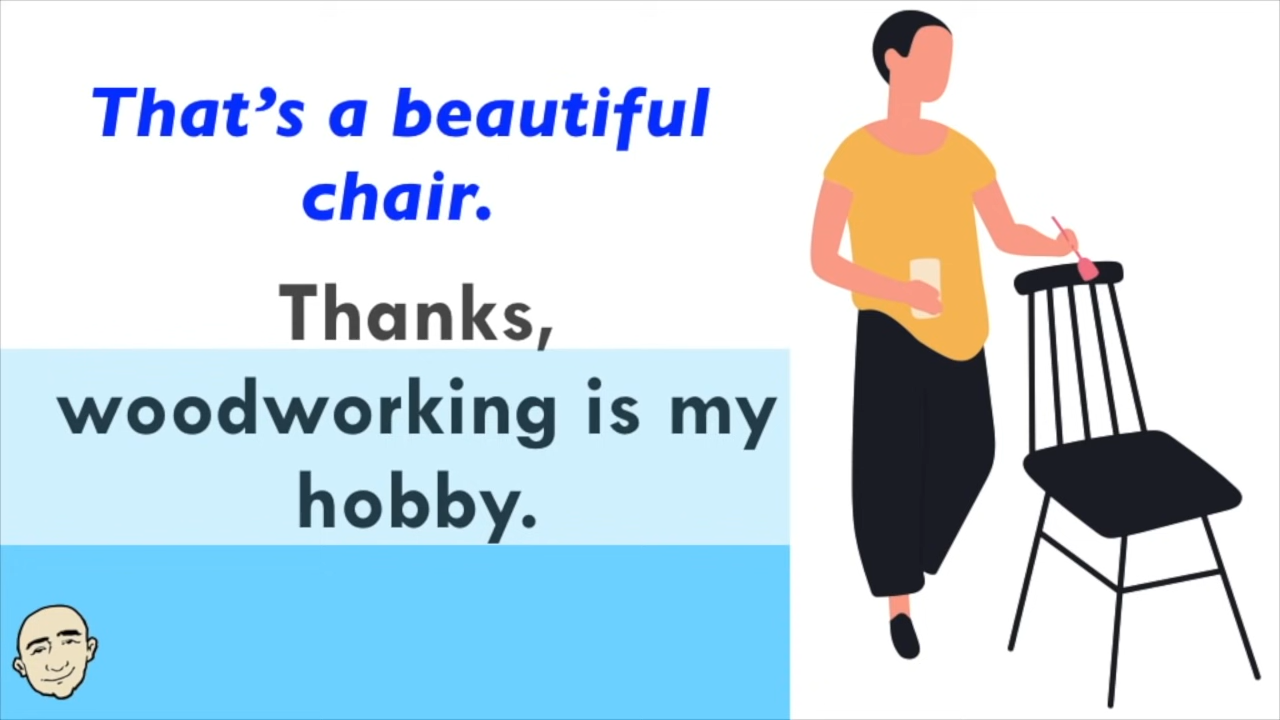 That’s a beautiful
chair.
Thanks,
woodworking is my
hobby.